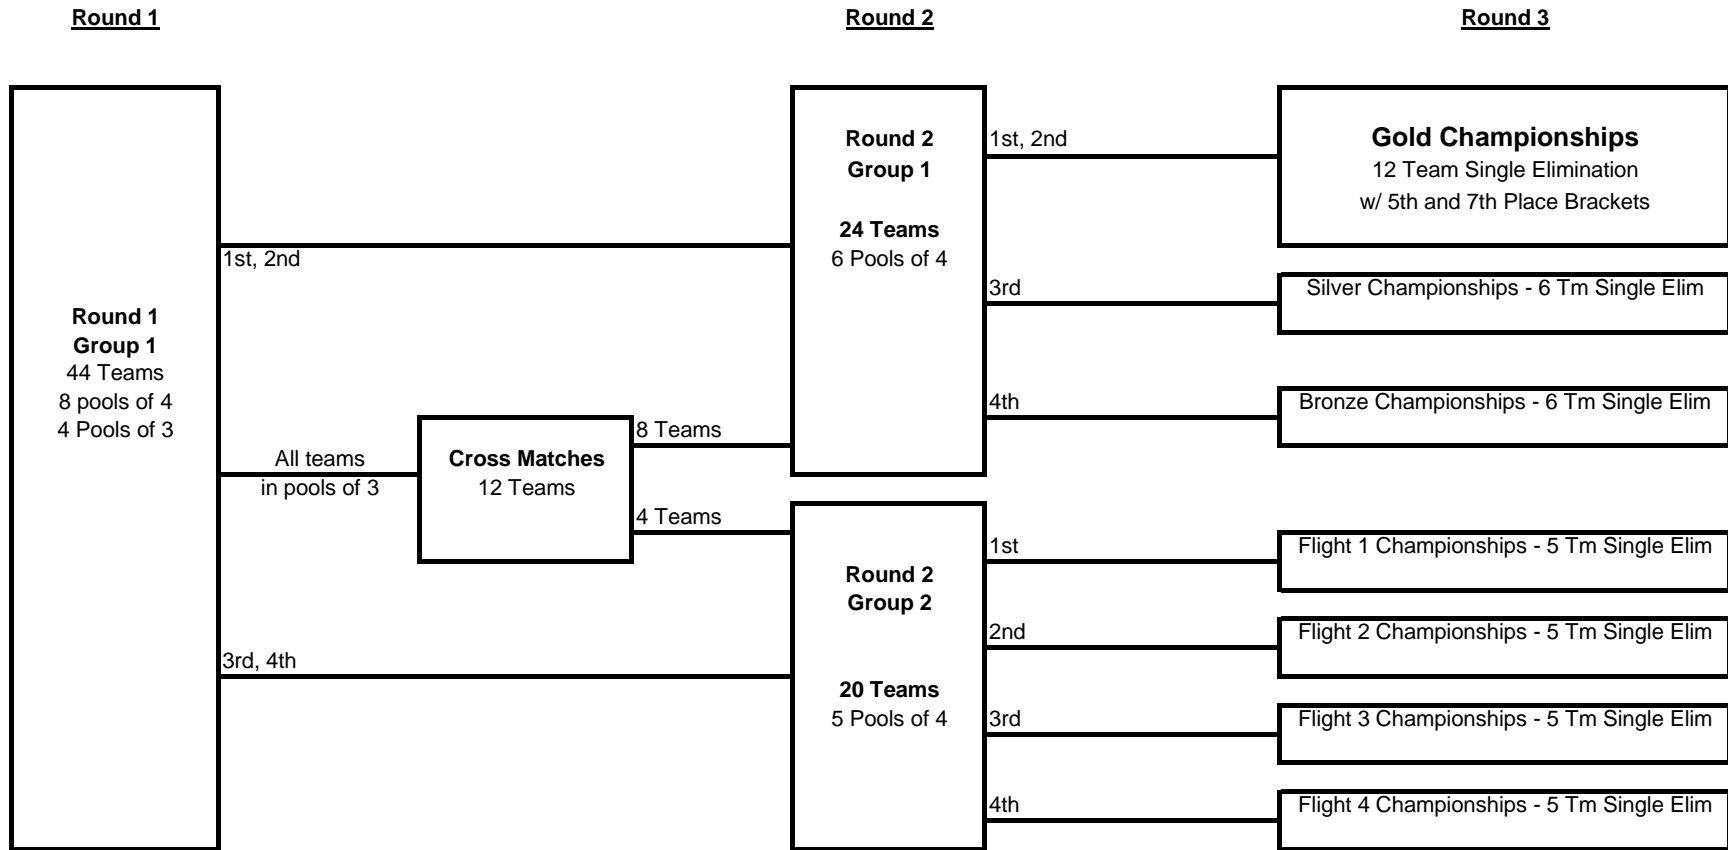 Round 1
Round 2
Round 3
Round 1
Group 1
44 Teams
8 pools of 4
4 Pools of 3
1st, 2nd
All teams
in pools of 3
3rd, 4th
Cross Matches
12 Teams
8 Teams
4 Teams
Round 2
Group 1
24 Teams
6 Pools of 4
1st, 2nd
3rd
4th
Round 2
Group 2
20 Teams
5 Pools of 4
1st
2nd
3rd
4th
Gold Championships
12 Team Single Elimination
w/ 5th and 7th Place Brackets
Silver Championships - 6 Tm Single Elim
Bronze Championships - 6 Tm Single Elim
Flight 1 Championships - 5 Tm Single Elim
Flight 2 Championships - 5 Tm Single Elim
Flight 3 Championships - 5 Tm Single Elim
Flight 4 Championships - 5 Tm Single Elim